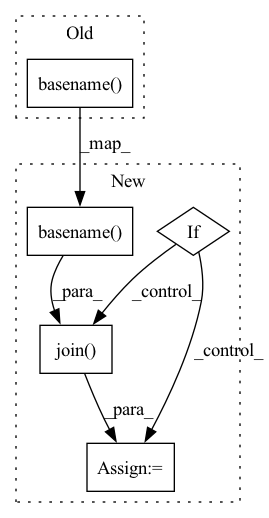 Old
basename()
_map_
New
basename()
If
_para_
_control_
join()
_control_
_para_
Assign:=